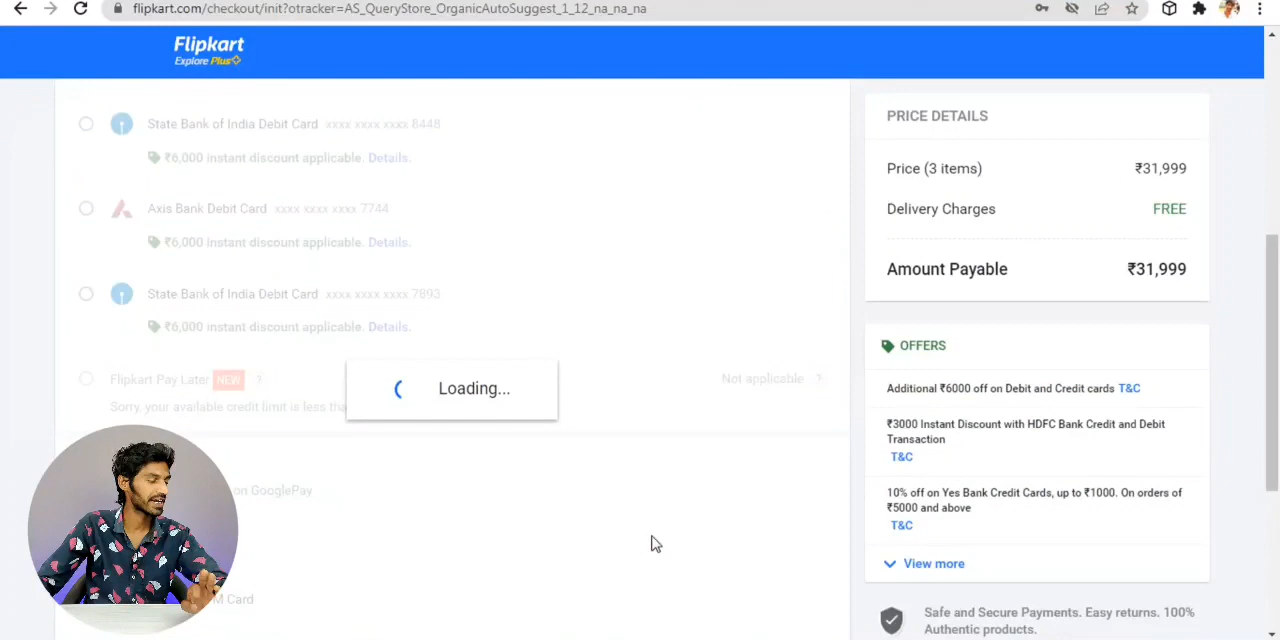 flipkart.com/checkout/init?otracker=AS_QueryStore_OrganicAutoSuggest_1_12_na_na_na
Flipkart
Explore Plus
State Bank of India Debit Card xxxx xxxx xxxx 8448
₹6,000 instant discount applicable. Details.
Axis Bank Debit Card xxxx xxxx xxxx 7744
₹6,000 instant discount applicable. Details.
State Bank of India Debit Card xxxx xxxx xxxx 7893
₹6,000 instant discount applicable. Details.
Flipkart Pay Later NEW ? Not applicable ?
Sorry, your available credit limit is less
Loading...
on GooglePay
Card
PRICE DETAILS
Price (3 items) ₹31,999
Delivery Charges FREE
Amount Payable ₹31,999
OFFERS
Additional ₹6000 off on Debit and Credit cards T&C
₹3000 Instant Discount with HDFC Bank Credit and Debit
Transaction
T&C
10% off on Yes Bank Credit Cards, up to ₹1000. On orders of
₹5000 and above
T&C
View more
Safe and Secure Payments. Easy returns. 100%
Authentic products.